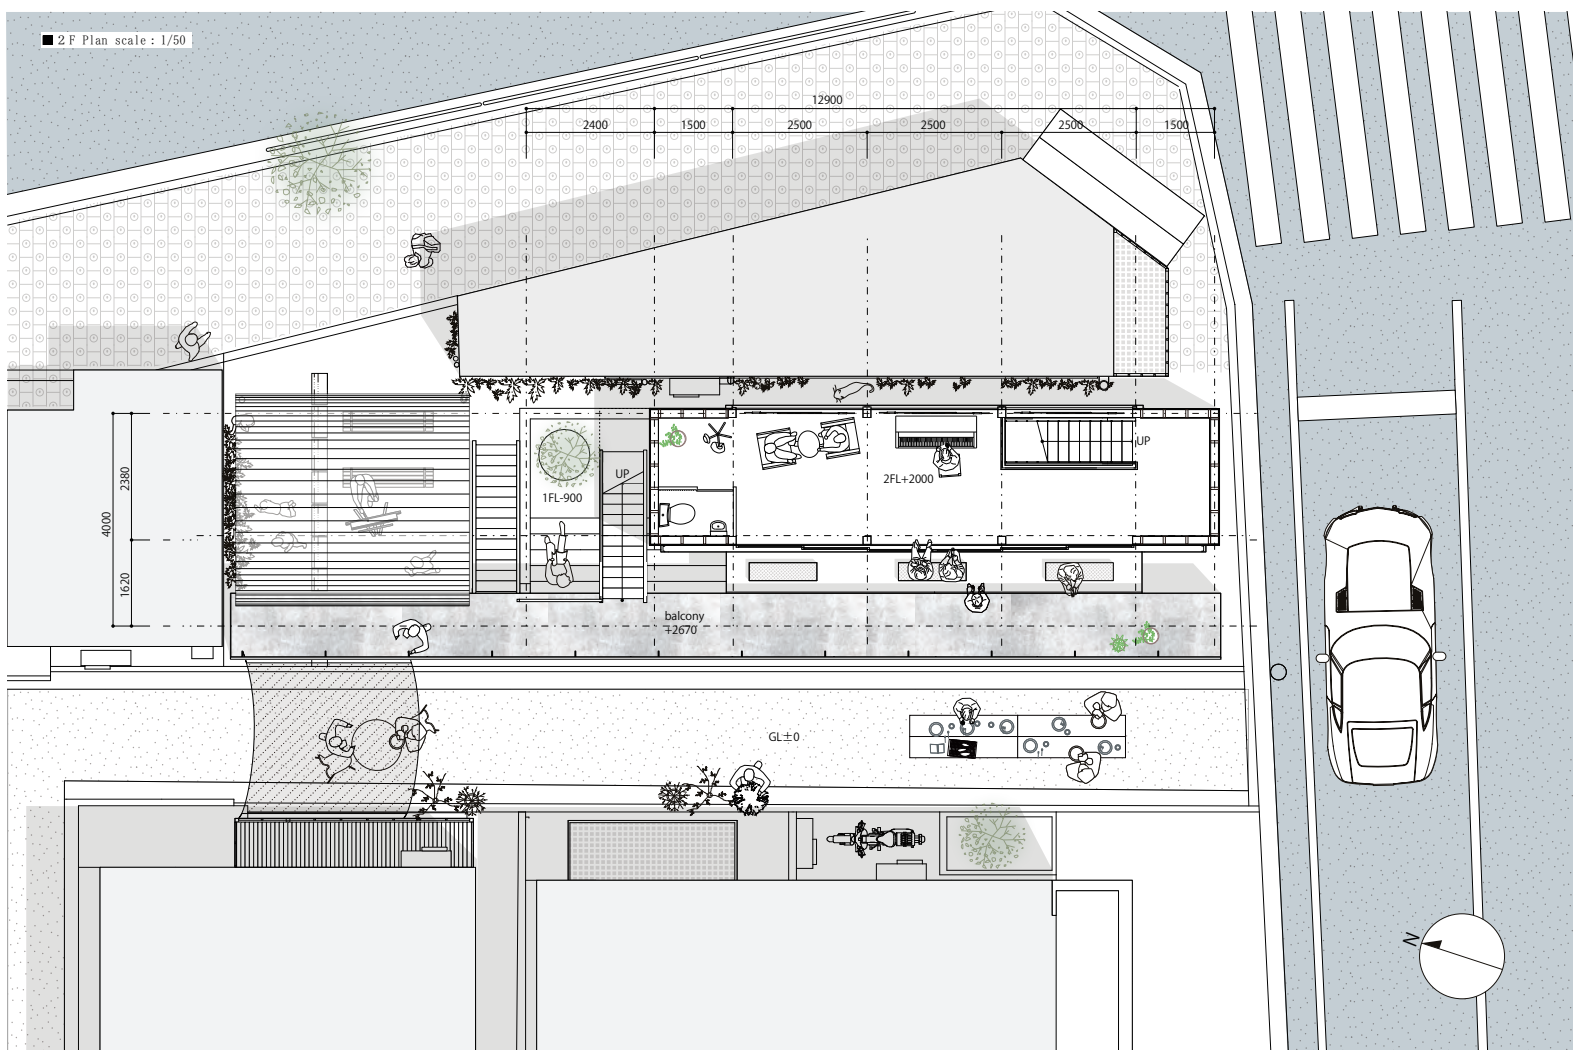 ■ 2F Plan scale : 1/50
12900
2400 1500 2500 2500 2500 1500
2380
4000
1620
UP
UP
1FL-900
2FL+2000
balcony
+2670
GL±0
N